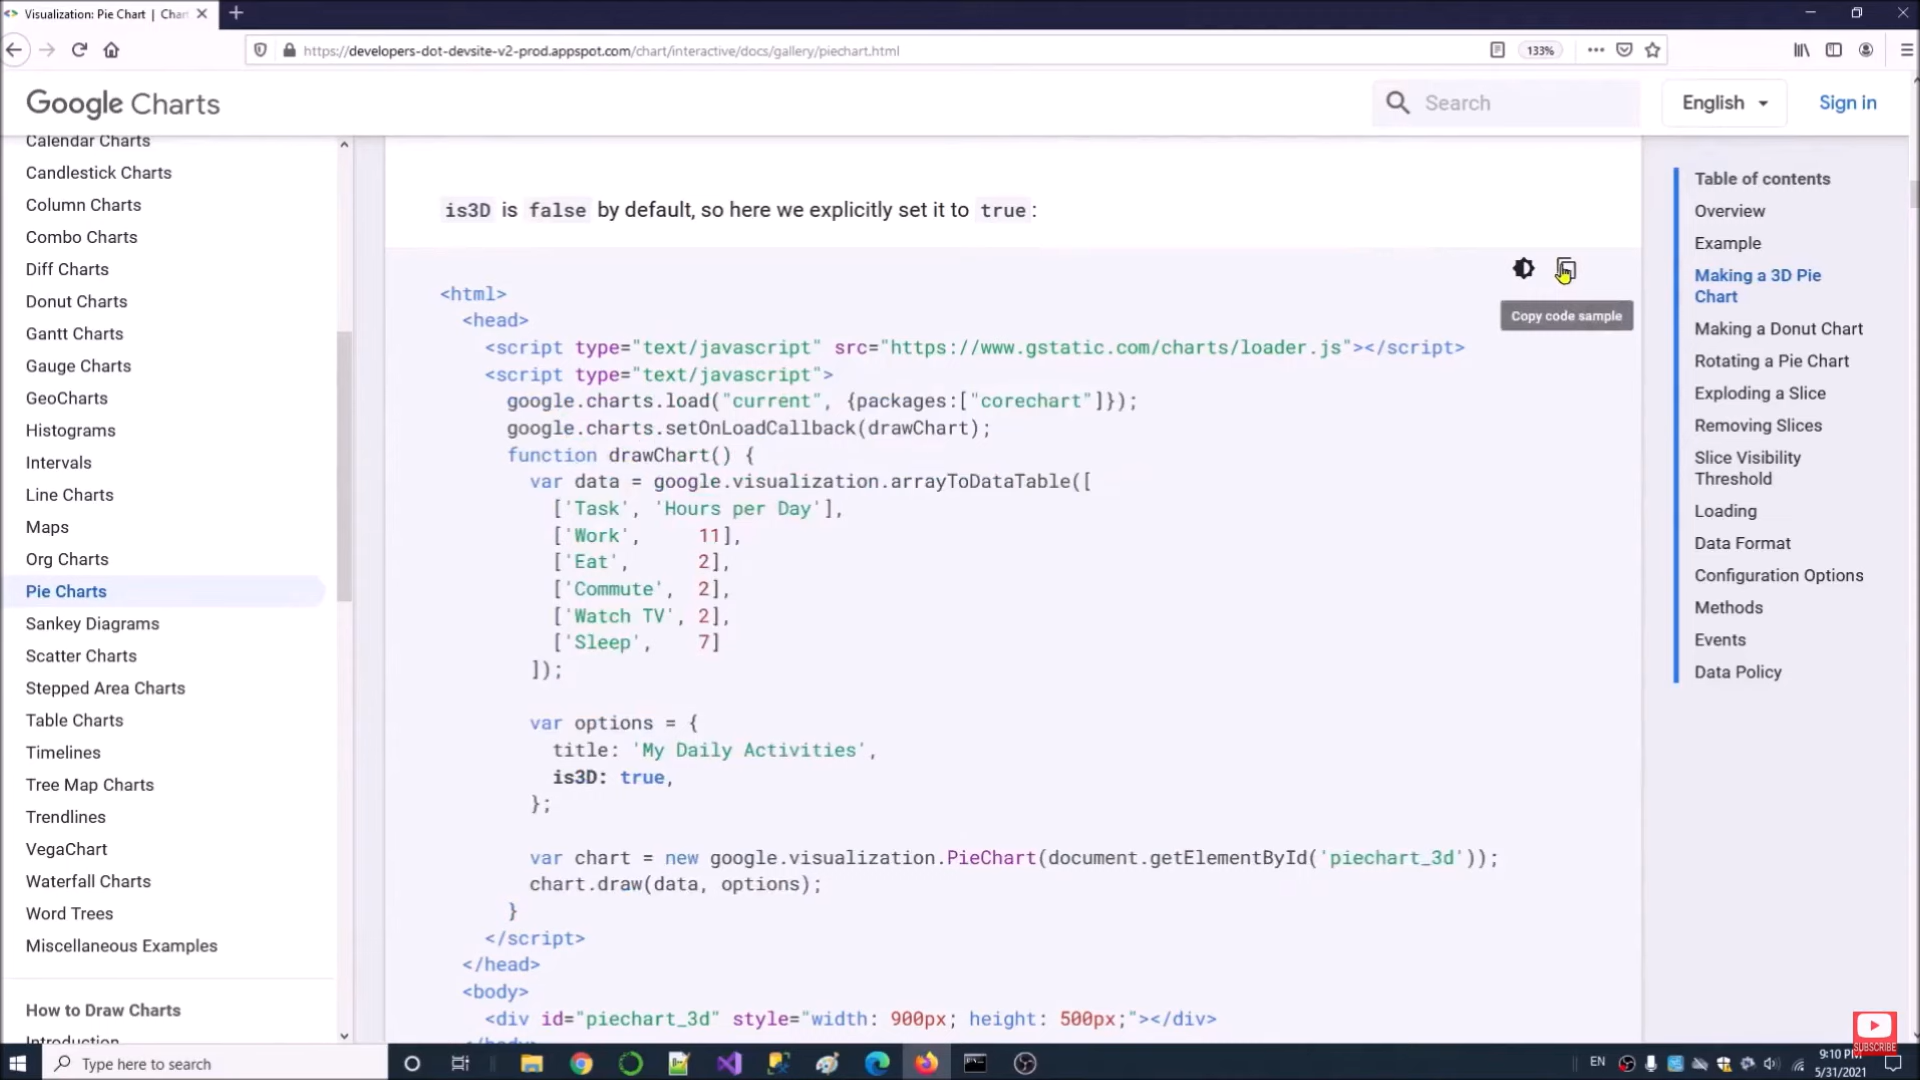 Visualization: Pie Chart | Char
https://developers-dot-devsite-v2-prod.appspot.com/chart/interactive/docs/gallery/piechart.html
133%
Google Charts
Search
English
Sign in
Calendar Charts
Candlestick Charts
Column Charts
Combo Charts
Diff Charts
Donut Charts
Gantt Charts
Gauge Charts
GeoCharts
Histograms
Intervals
Line Charts
Maps
Org Charts
Pie Charts
Sankey Diagrams
Scatter Charts
Stepped Area Charts
Table Charts
Timelines
Tree Map Charts
Trendlines
VegaChart
Waterfall Charts
Word Trees
Miscellaneous Examples
How to Draw Charts
Introduction
is3D is false by default, so here we explicitly set it to true:
Copy code sample
<html>
<head>
<script type="text/javascript" src="https://www.gstatic.com/charts/loader.js"></script>
<script type="text/javascript">
google.charts.load("current", {packages:["corechart"]});
google.charts.setOnLoadCallback(drawChart);
function drawChart() {
var data = google.visualization.arrayToDataTable([
['Task', 'Hours per Day'],
['Work', 11],
['Eat', 2],
['Commute', 2],
['Watch TV', 2],
['Sleep', 7]
]);
var options = {
title: 'My Daily Activities',
is3D: true,
};
var chart = new google.visualization.PieChart(document.getElementById('piechart_3d'));
chart.draw(data, options);
}
</script>
</head>
<body>
<div id="piechart_3d" style="width: 900px; height: 500px;"></div>
</body>
Table of contents
Overview
Example
Making a 3D Pie
Chart
Making a Donut Chart
Rotating a Pie Chart
Exploding a Slice
Removing Slices
Slice Visibility
Threshold
Loading
Data Format
Configuration Options
Methods
Events
Data Policy
SUBSCRIBE
Type here to search
EN
9:10 PM
5/31/2021